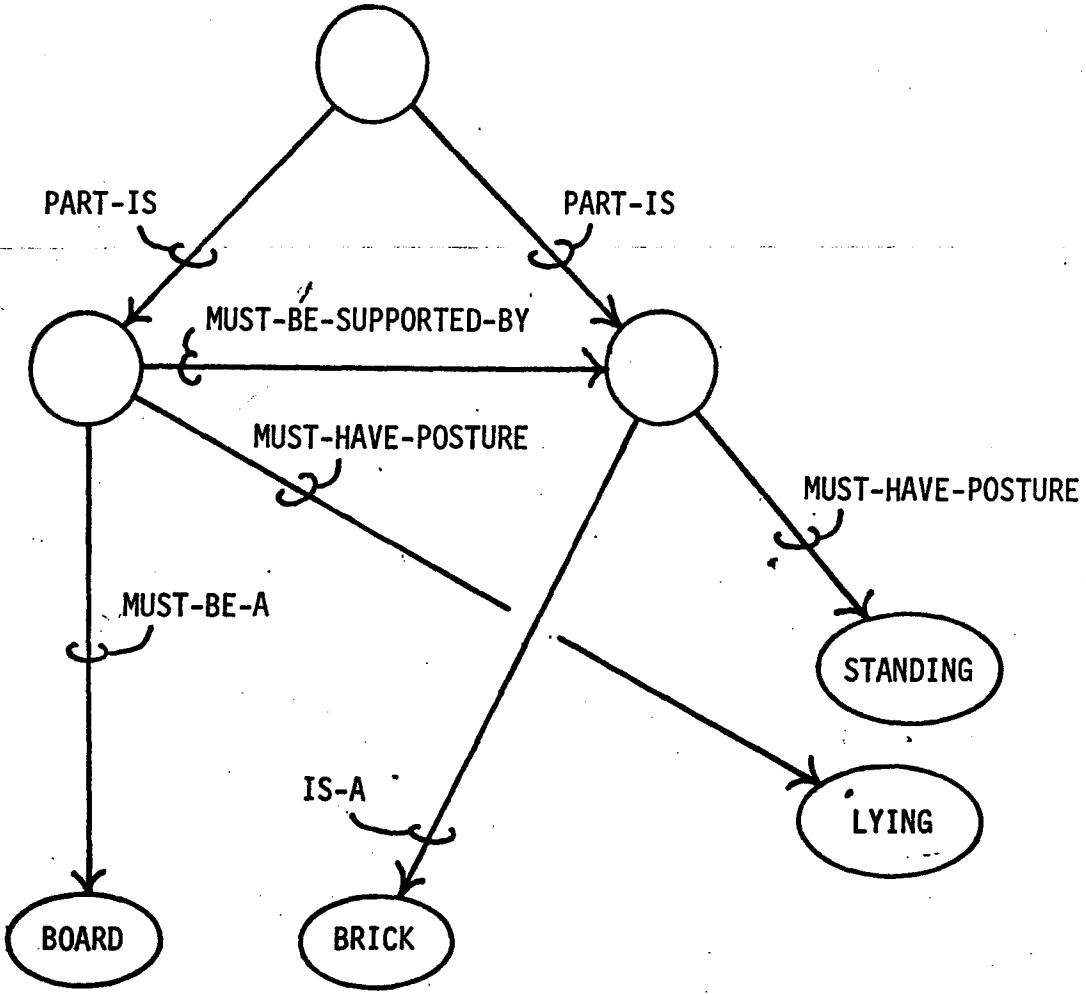 PART-IS
PART-IS
MUST-BE-SUPPORTED-BY
MUST-HAVE-POSTURE
MUST-HAVE-POSTURE
MUST-BE-A
STANDING
IS-A
LYING
BOARD
BRICK